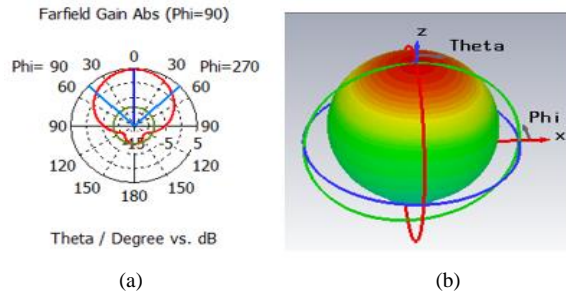 Farfield Gain Abs (Phi=90)
Phi= 90 30 0 30 Phi=270
60 60
90 90
-15 -5 5
120 120
150 150
180
Theta / Degree vs. dB
z
Theta
Phi
x
(a) (b)